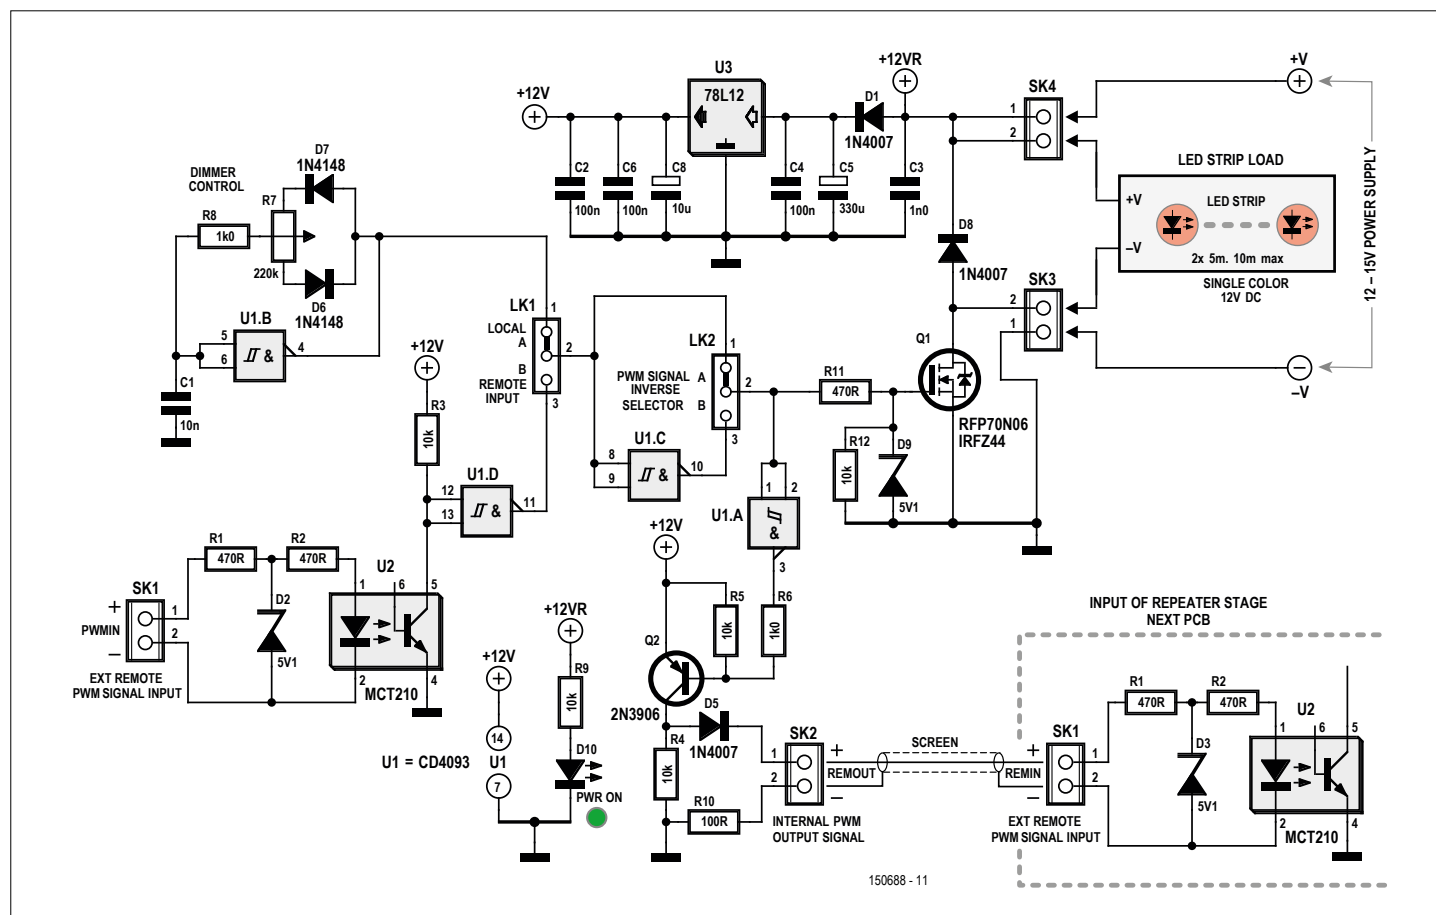 +12V
U3
78L12
D1
1N4007
+12VR
C2
100n
C6
100n
C8
10u
C4
100n
C5
330u
C3
1n0
SK4
1
2
+V
LED STRIP LOAD
+V
LED STRIP
–V
2x 5m. 10m max
SINGLE COLOR
12V DC
12 – 15V POWER SUPPLY
–V
D8
1N4007
SK3
2
1
DIMMER
CONTROL
D7
1N4148
R8
1k0
R7
220k
D6
1N4148
U1.B
5
6
&
4
C1
10n
+12V
R3
10k
LK1
LOCAL
A
B
REMOTE
INPUT
1
2
3
LK2
PWM SIGNAL
INVERSE
SELECTOR
A
B
1
2
3
U1.C
8
9
&
10
U1.D
12
13
&
11
R11
470R
Q1
RFP70N06
IRFZ44
R12
10k
D9
5V1
U1.A
1
2
&
3
SK1
+
PWMIN
–
1
2
EXT REMOTE
PWM SIGNAL INPUT
R1
470R
R2
470R
D2
5V1
U2
1
6
5
2
4
MCT210
+12V
14
U1
7
U1 = CD4093
+12VR
R9
10k
D10
PWR ON
+12V
R5
10k
R6
1k0
Q2
2N3906
D5
1N4007
R4
10k
R10
100R
SK2
1
2
+
REMOUT
–
INTERNAL PWM
OUTPUT SIGNAL
SCREEN
INPUT OF REPEATER STAGE
NEXT PCB
+
REMIN
–
SK1
1
2
EXT REMOTE
PWM SIGNAL INPUT
R1
470R
R2
470R
D3
5V1
U2
1
6
5
2
4
MCT210
150688 - 11